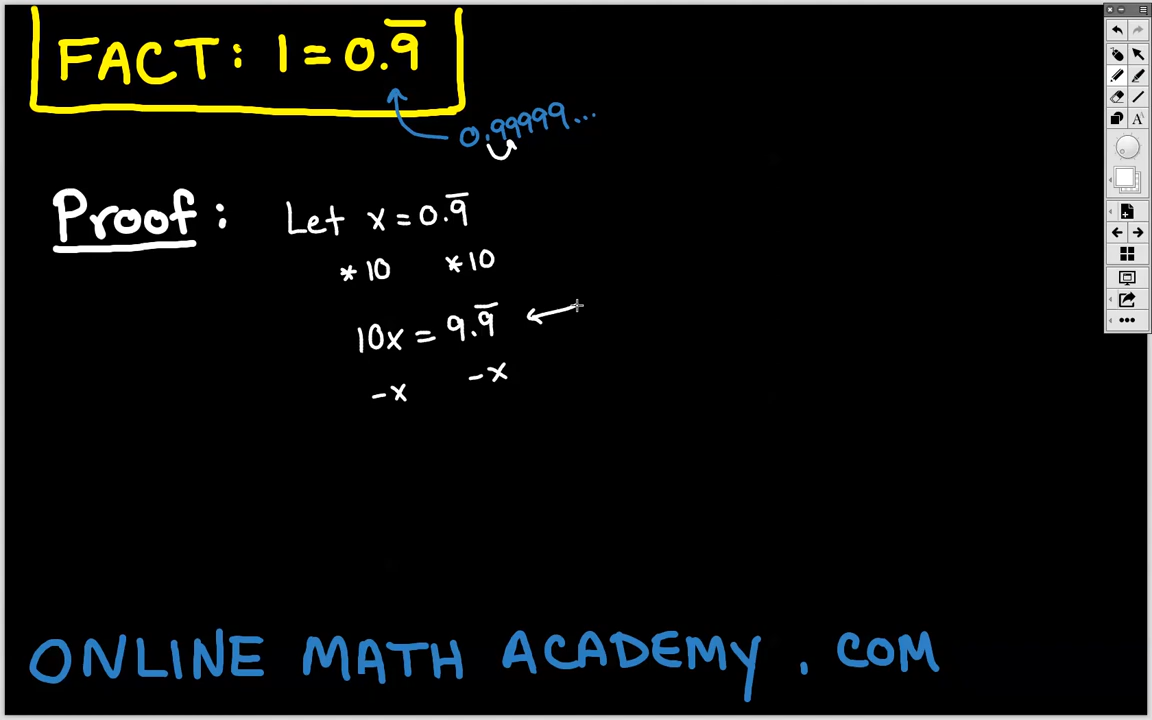 FACT: 1 = 0.9̅
0.99999...
Proof: Let x = 0.9̅
*10 *10
10x = 9.9̅
-x -x
ONLINE MATH ACADEMY . COM
A